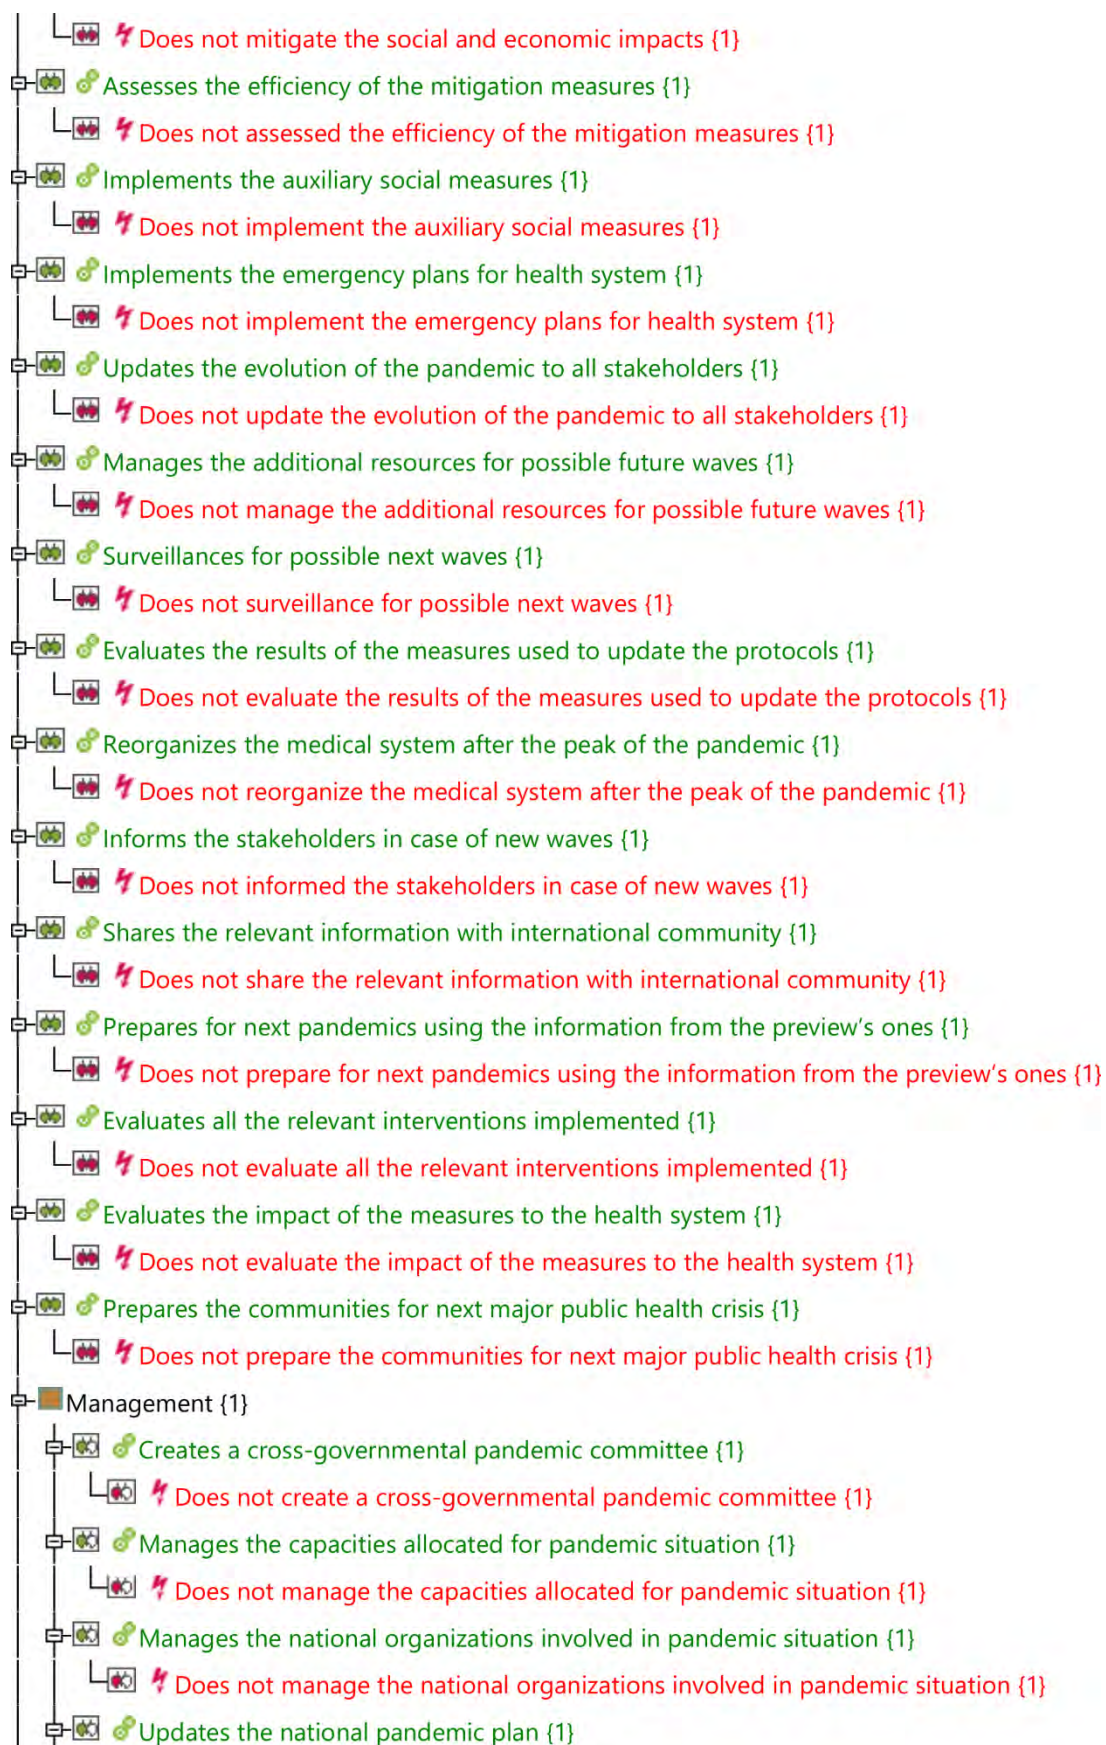 Does not mitigate the social and economic impacts {1}
Assesses the efficiency of the mitigation measures {1}
Does not assessed the efficiency of the mitigation measures {1}
Implements the auxiliary social measures {1}
Does not implement the auxiliary social measures {1}
Implements the emergency plans for health system {1}
Does not implement the emergency plans for health system {1}
Updates the evolution of the pandemic to all stakeholders {1}
Does not update the evolution of the pandemic to all stakeholders {1}
Manages the additional resources for possible future waves {1}
Does not manage the additional resources for possible future waves {1}
Surveillances for possible next waves {1}
Does not surveillance for possible next waves {1}
Evaluates the results of the measures used to update the protocols {1}
Does not evaluate the results of the measures used to update the protocols {1}
Reorganizes the medical system after the peak of the pandemic {1}
Does not reorganize the medical system after the peak of the pandemic {1}
Informs the stakeholders in case of new waves {1}
Does not informed the stakeholders in case of new waves {1}
Shares the relevant information with international community {1}
Does not share the relevant information with international community {1}
Prepares for next pandemics using the information from the preview's ones {1}
Does not prepare for next pandemics using the information from the preview's ones {1}
Evaluates all the relevant interventions implemented {1}
Does not evaluate all the relevant interventions implemented {1}
Evaluates the impact of the measures to the health system {1}
Does not evaluate the impact of the measures to the health system {1}
Prepares the communities for next major public health crisis {1}
Does not prepare the communities for next major public health crisis {1}
Management {1}
Creates a cross-governmental pandemic committee {1}
Does not create a cross-governmental pandemic committee {1}
Manages the capacities allocated for pandemic situation {1}
Does not manage the capacities allocated for pandemic situation {1}
Manages the national organizations involved in pandemic situation {1}
Does not manage the national organizations involved in pandemic situation {1}
Updates the national pandemic plan {1}